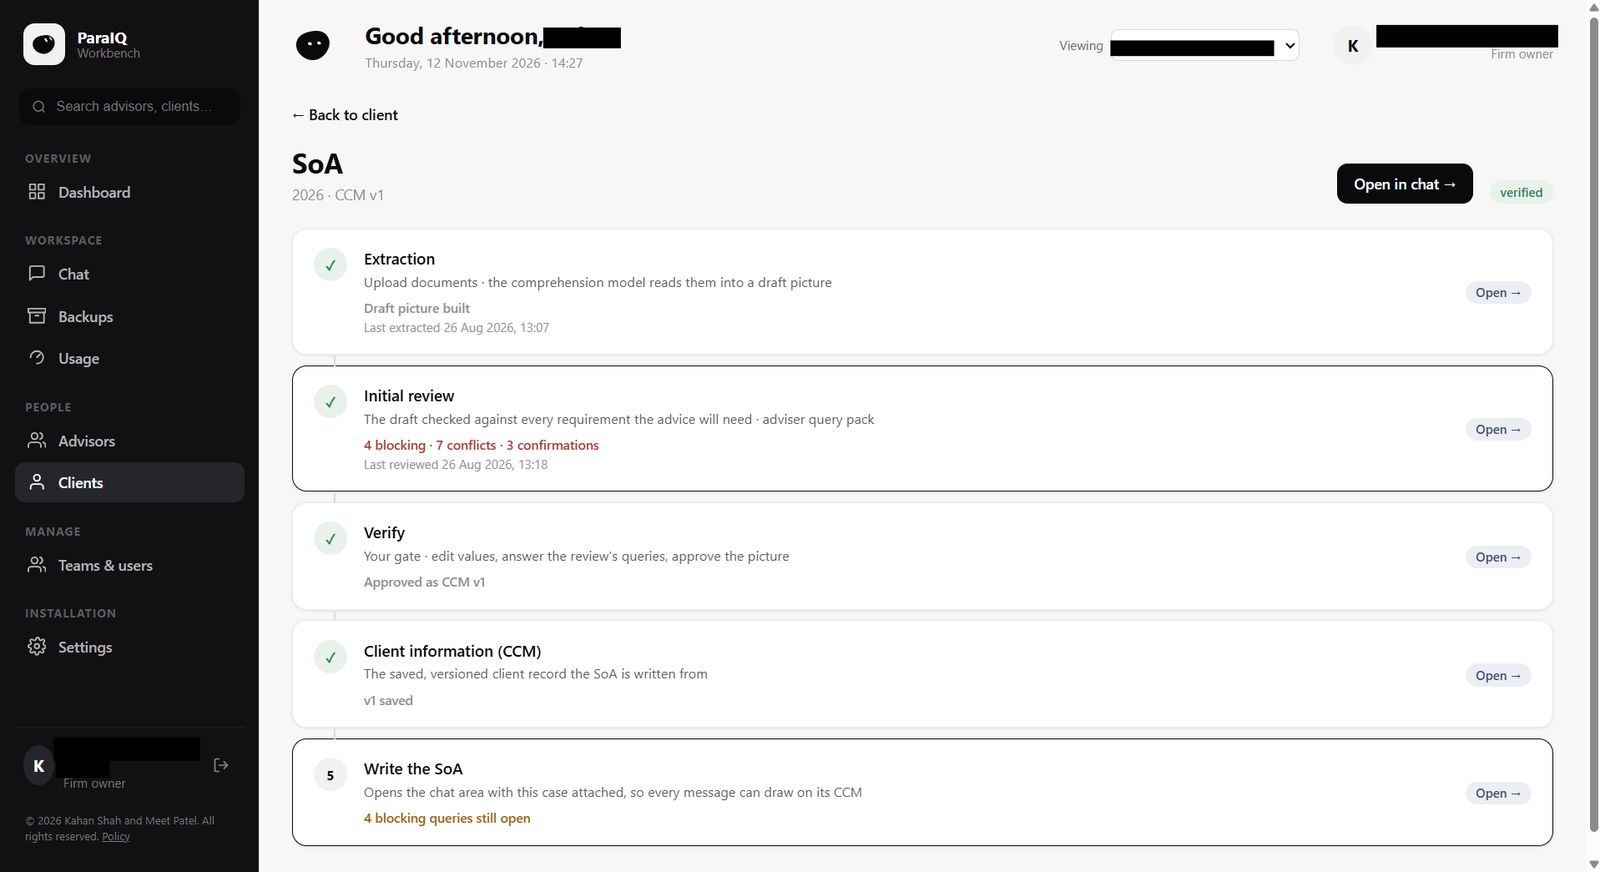 ParaIQ
Workbench
Search advisors, clients...
OVERVIEW
Dashboard
WORKSPACE
Chat
Backups
Usage
PEOPLE
Advisors
Clients
MANAGE
Teams & users
INSTALLATION
Settings
K
Firm owner
© 2026 Kahan Shah and Meet Patel. All
rights reserved. Policy
Good afternoon,
Thursday, 12 November 2026 · 14:27
Viewing
K
Firm owner
← Back to client
SoA
2026 · CCM v1
Open in chat →
verified
✓
Extraction
Upload documents · the comprehension model reads them into a draft picture
Draft picture built
Last extracted 26 Aug 2026, 13:07
Open →
✓
Initial review
The draft checked against every requirement the advice will need · adviser query pack
4 blocking · 7 conflicts · 3 confirmations
Last reviewed 26 Aug 2026, 13:18
Open →
✓
Verify
Your gate · edit values, answer the review's queries, approve the picture
Approved as CCM v1
Open →
✓
Client information (CCM)
The saved, versioned client record the SoA is written from
v1 saved
Open →
5
Write the SoA
Opens the chat area with this case attached, so every message can draw on its CCM
4 blocking queries still open
Open →